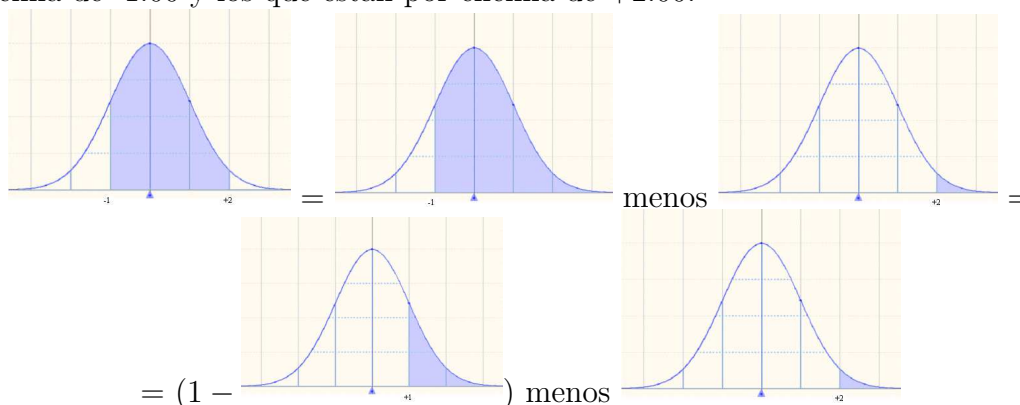 encima de -1.00 y los que están por encima de +2.00.
-1 +2 = -1 menos +2 =
= (1 − +1 ) menos +2